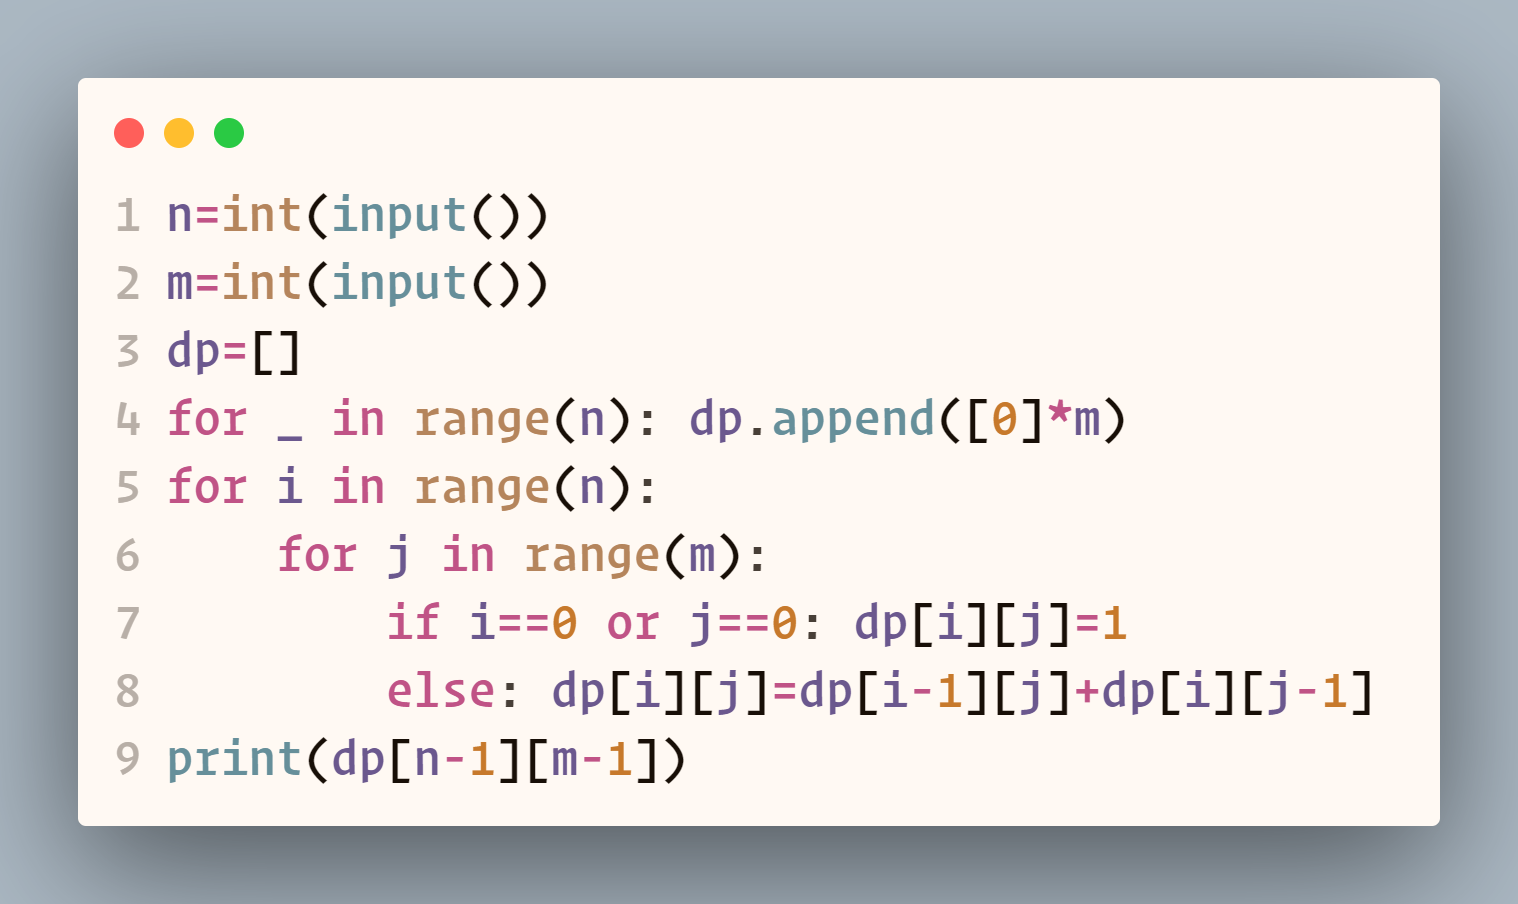 1 n=int(input())
2 m=int(input())
3 dp=[]
4 for _ in range(n): dp.append([0]*m)
5 for i in range(n):
6     for j in range(m):
7         if i==0 or j==0: dp[i][j]=1
8         else: dp[i][j]=dp[i-1][j]+dp[i][j-1]
9 print(dp[n-1][m-1])